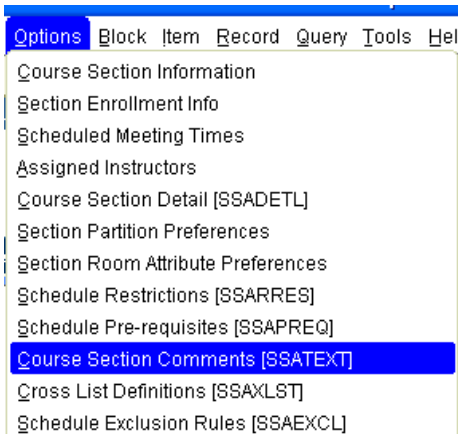 Options Block Item Record Query Tools Hel
Course Section Information
Section Enrollment Info
Scheduled Meeting Times
Assigned Instructors
Course Section Detail [SSADETL]
Section Partition Preferences
Section Room Attribute Preferences
Schedule Restrictions [SSARRES]
Schedule Pre-requisites [SSAPREQ]
Course Section Comments [SSATEXT]
Cross List Definitions [SSAXLST]
Schedule Exclusion Rules [SSAEXCL]